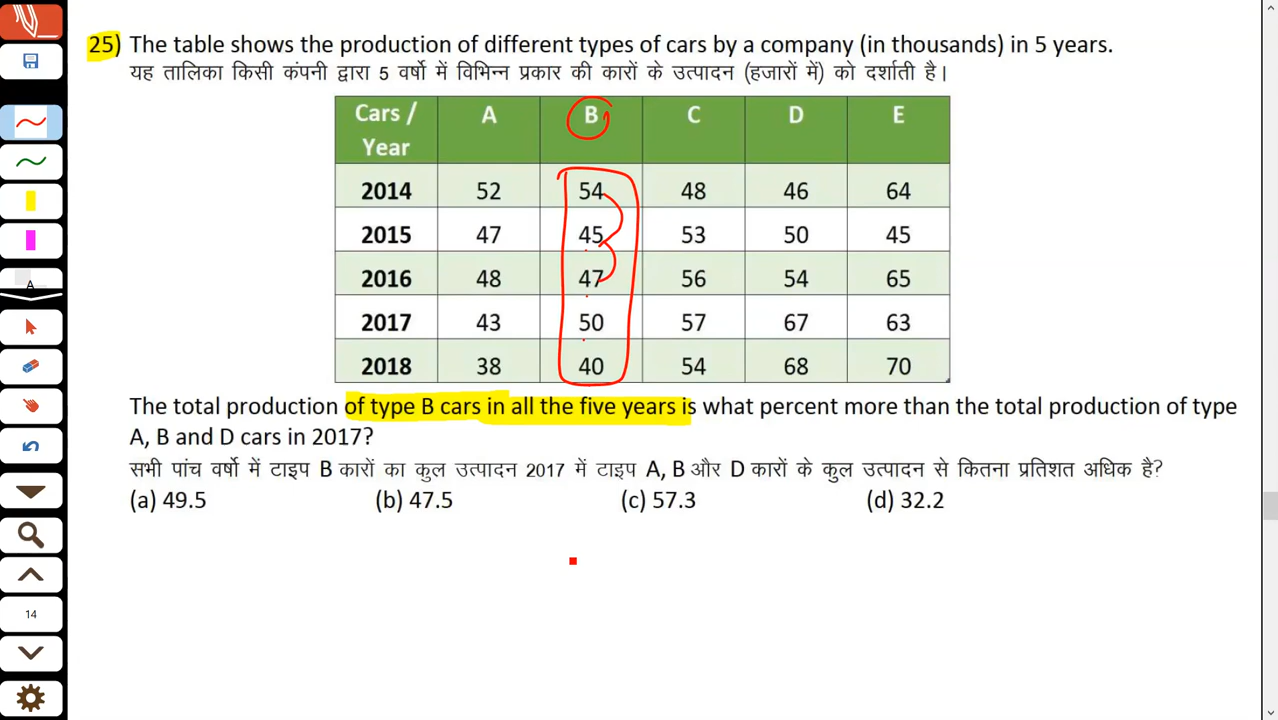 25) The table shows the production of different types of cars by a company (in thousands) in 5 years.
यह तालिका किसी कंपनी द्वारा 5 वर्षो में विभिन्न प्रकार की कारों के उत्पादन (हजारों में) को दर्शाती है।
Cars / Year A B C D E
2014 52 54 48 46 64
2015 47 45 53 50 45
2016 48 47 56 54 65
2017 43 50 57 67 63
2018 38 40 54 68 70
The total production of type B cars in all the five years is what percent more than the total production of type
A, B and D cars in 2017?
सभी पांच वर्षो में टाइप B कारों का कुल उत्पादन 2017 में टाइप A, B और D कारों के कुल उत्पादन से कितना प्रतिशत अधिक है?
(a) 49.5 (b) 47.5 (c) 57.3 (d) 32.2
A
14